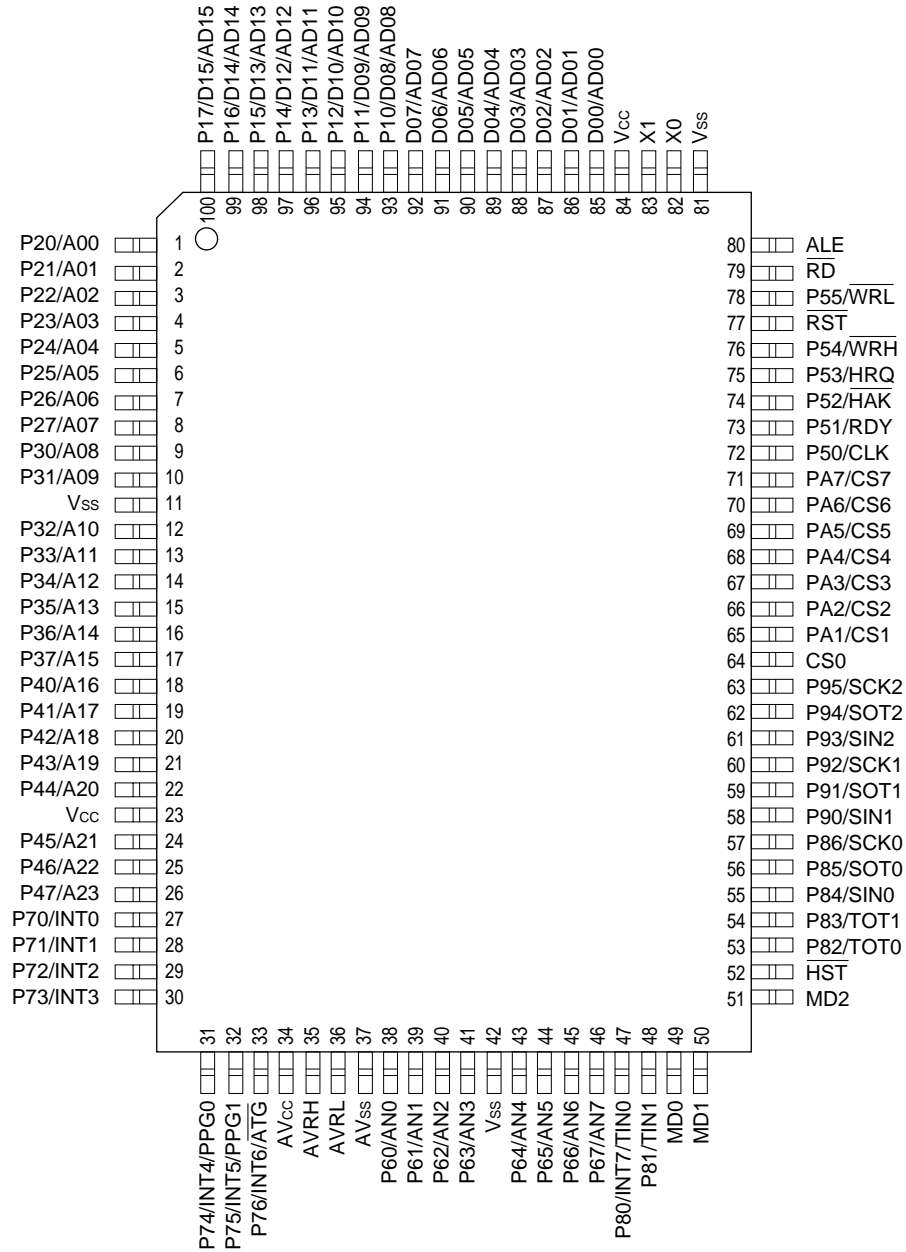 P17/D15/AD15
P16/D14/AD14
P15/D13/AD13
P14/D12/AD12
P13/D11/AD11
P12/D10/AD10
P11/D09/AD09
P10/D08/AD08
D07/AD07
D06/AD06
D05/AD05
D04/AD04
D03/AD03
D02/AD02
D01/AD01
D00/AD00
Vcc
X1
X0
Vss
100
99
98
97
96
95
94
93
92
91
90
89
88
87
86
85
84
83
82
81
P20/A00 1
P21/A01 2
P22/A02 3
P23/A03 4
P24/A04 5
P25/A05 6
P26/A06 7
P27/A07 8
P30/A08 9
P31/A09 10
Vss 11
P32/A10 12
P33/A11 13
P34/A12 14
P35/A13 15
P36/A14 16
P37/A15 17
P40/A16 18
P41/A17 19
P42/A18 20
P43/A19 21
P44/A20 22
Vcc 23
P45/A21 24
P46/A22 25
P47/A23 26
P70/INT0 27
P71/INT1 28
P72/INT2 29
P73/INT3 30
80 ALE
79 RD
78 P55/WRL
77 RST
76 P54/WRH
75 P53/HRQ
74 P52/HAK
73 P51/RDY
72 P50/CLK
71 PA7/CS7
70 PA6/CS6
69 PA5/CS5
68 PA4/CS4
67 PA3/CS3
66 PA2/CS2
65 PA1/CS1
64 CS0
63 P95/SCK2
62 P94/SOT2
61 P93/SIN2
60 P92/SCK1
59 P91/SOT1
58 P90/SIN1
57 P86/SCK0
56 P85/SOT0
55 P84/SIN0
54 P83/TOT1
53 P82/TOT0
52 HST
51 MD2
31
32
33
34
35
36
37
38
39
40
41
42
43
44
45
46
47
48
49
50
P74/INT4/PPG0
P75/INT5/PPG1
P76/INT6/ATG
AVcc
AVRH
AVRL
AVss
P60/AN0
P61/AN1
P62/AN2
P63/AN3
Vss
P64/AN4
P65/AN5
P66/AN6
P67/AN7
P80/INT7/TIN0
P81/TIN1
MD0
MD1